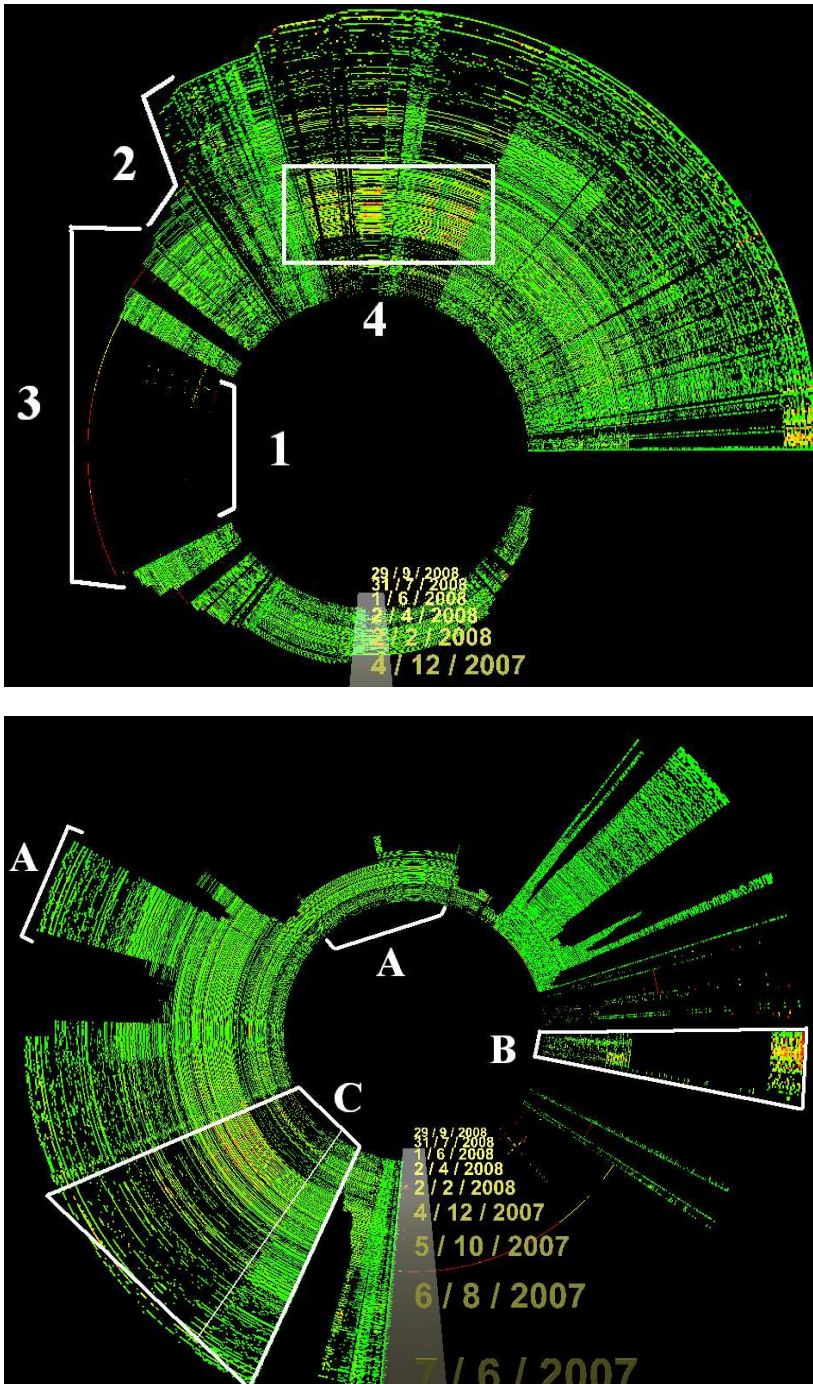 2
3
1
4
29 / 9 / 2008
31 / 7 / 2008
1 / 6 / 2008
2 / 4 / 2008
2 / 2 / 2008
4 / 12 / 2007
A
A
B
C
29 / 9 / 2008
31 / 7 / 2008
1 / 6 / 2008
2 / 4 / 2008
2 / 2 / 2008
4 / 12 / 2007
5 / 10 / 2007
6 / 8 / 2007
7 / 6 / 2007